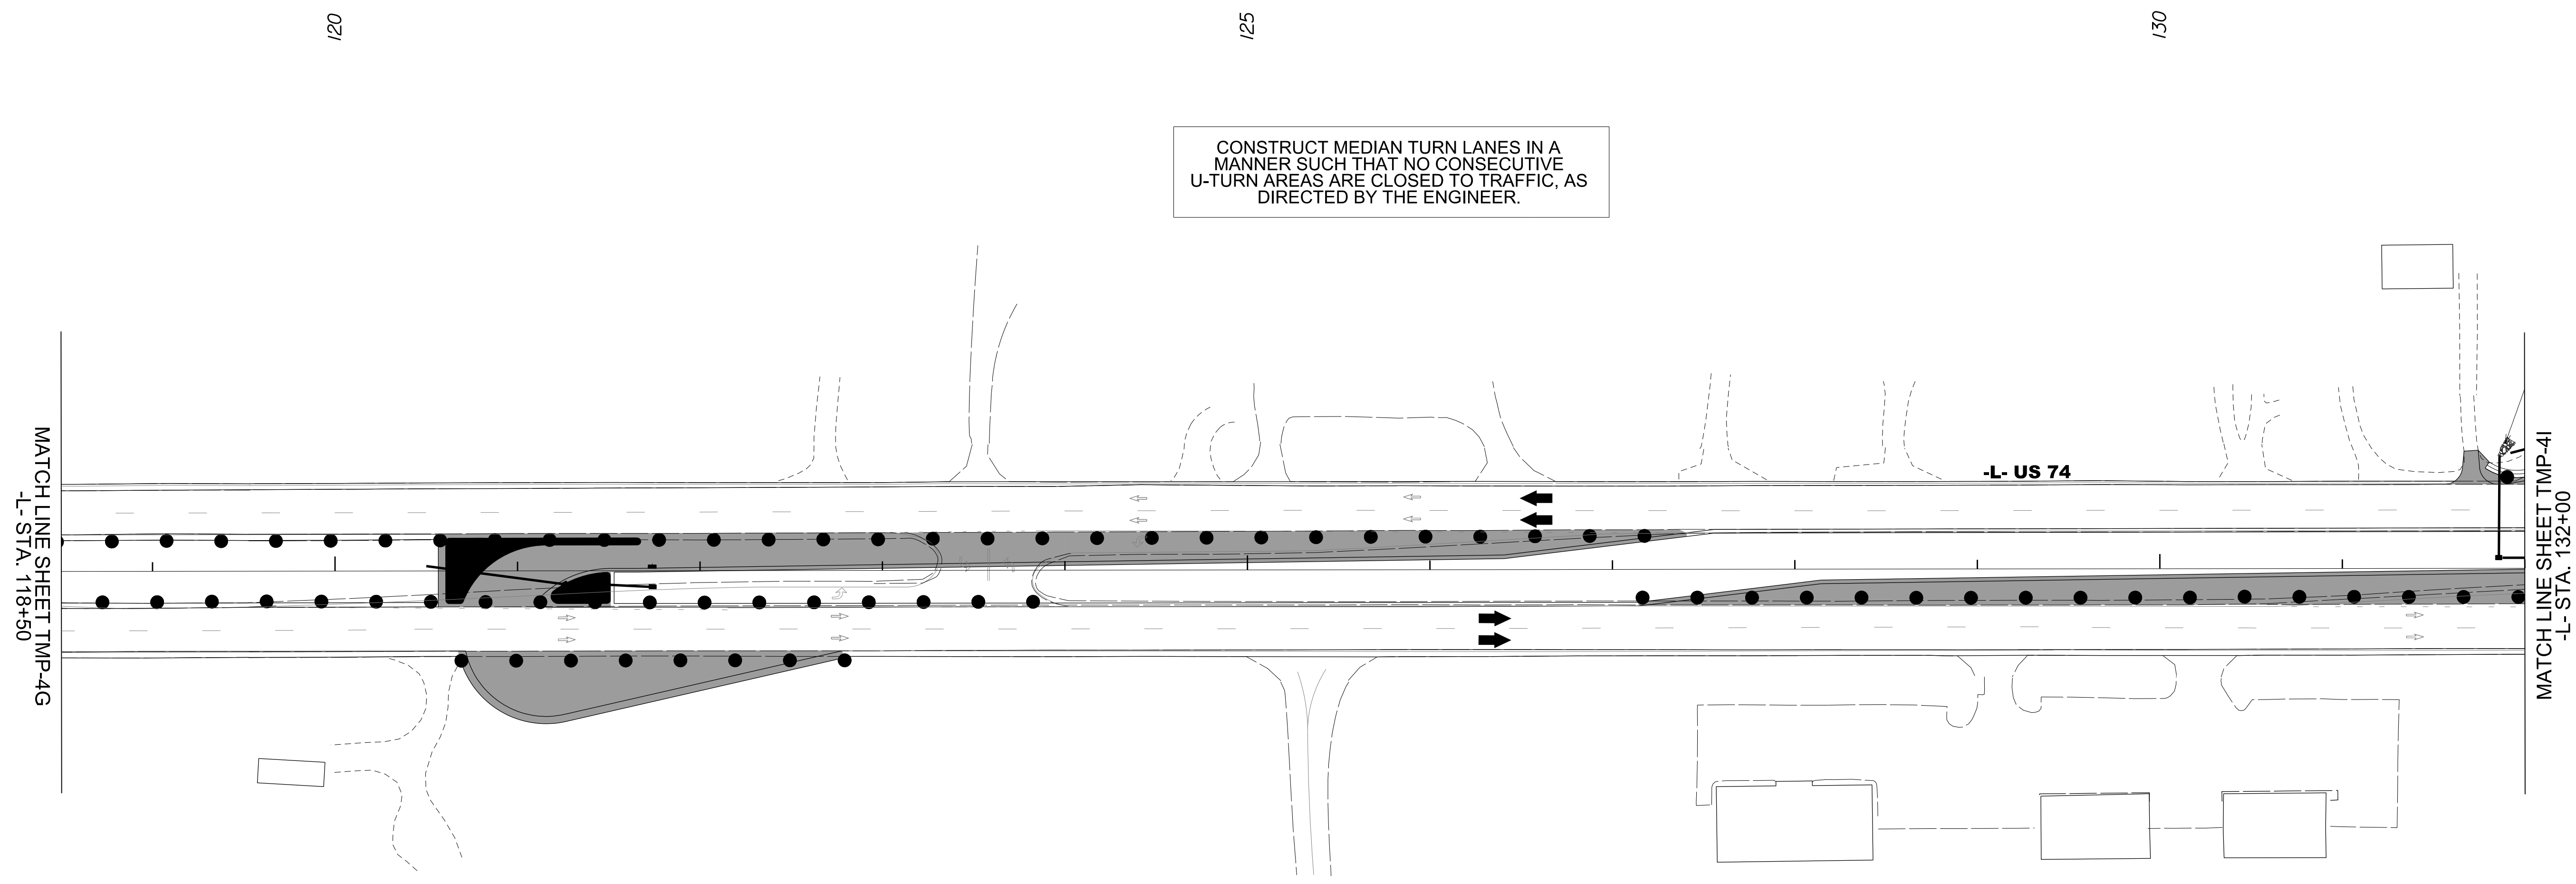 120
125
130
CONSTRUCT MEDIAN TURN LANES IN A
MANNER SUCH THAT NO CONSECUTIVE
U-TURN AREAS ARE CLOSED TO TRAFFIC, AS
DIRECTED BY THE ENGINEER.
-L- US 74
MATCH LINE SHEET TMP-4G
-L- STA. 118+50
MATCH LINE SHEET TMP-4I
-L- STA. 132+00